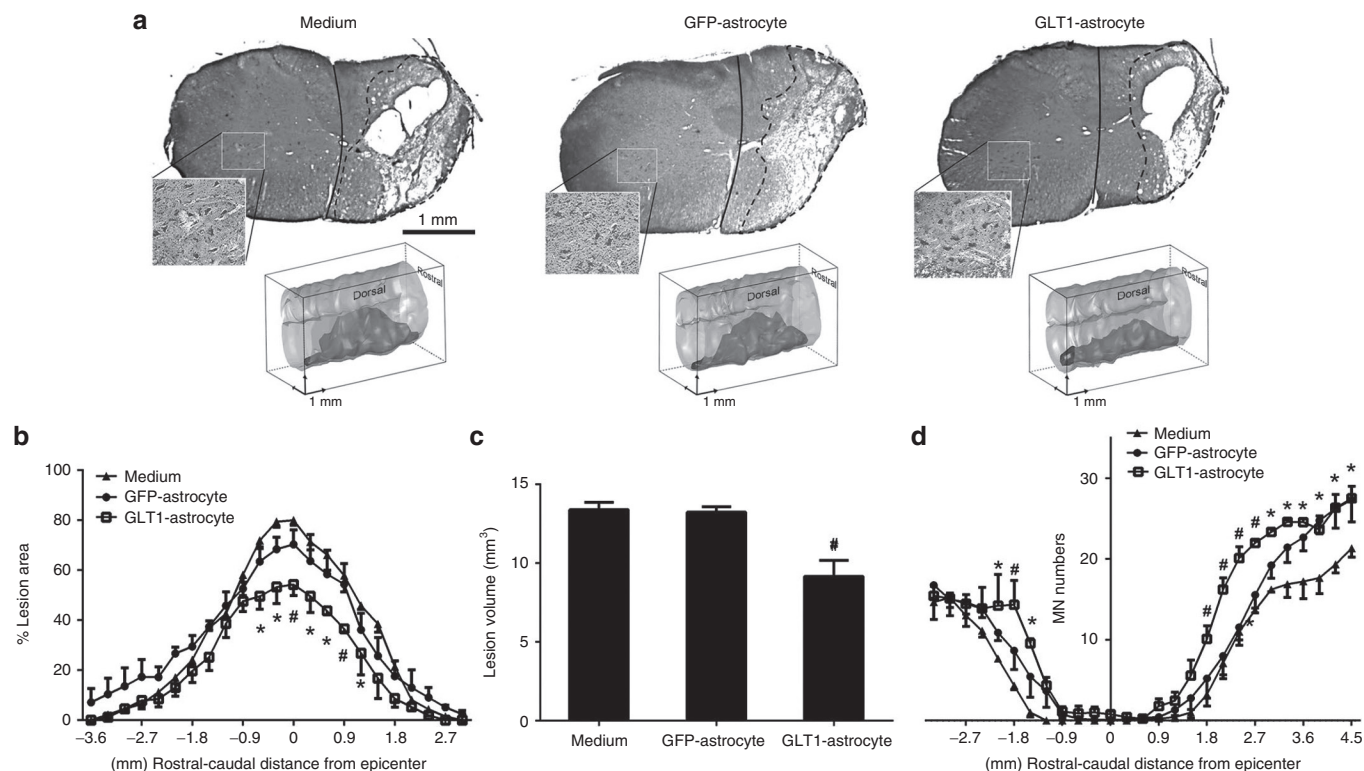 a
Medium
GFP-astrocyte
GLT1-astrocyte
1 mm
Dorsal
Rostral
1 mm
Dorsal
Rostral
1 mm
Dorsal
Rostral
1 mm
b
100
80
60
40
20
0
% Lesion area
Medium
GFP-astrocyte
GLT1-astrocyte
* * # * * # *
–3.6 –2.7 –1.8 –0.9 0 0.9 1.8 2.7
(mm) Rostral-caudal distance from epicenter
c
15
10
5
0
Lesion volume (mm³)
#
Medium GFP-astrocyte GLT1-astrocyte
d
Medium
GFP-astrocyte
GLT1-astrocyte
30
20
10
MN numbers
* # *
# # # # * * * * * *
*
–2.7 –1.8 –0.9 0 0.9 1.8 2.7 3.6 4.5
(mm) Rostral-caudal distance from epicenter